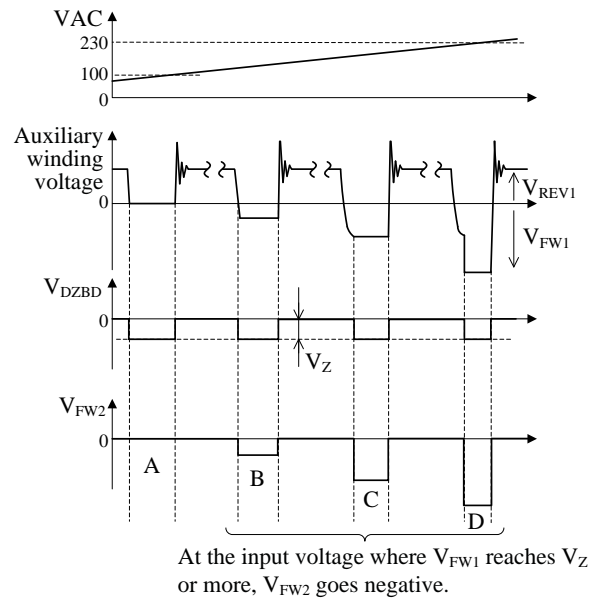 VAC
230
100
0
Auxiliary
winding
voltage
0
VREV1
VFW1
VDZBD
0
VZ
VFW2
0
A
B
C
D
At the input voltage where VFW1 reaches VZ
or more, VFW2 goes negative.